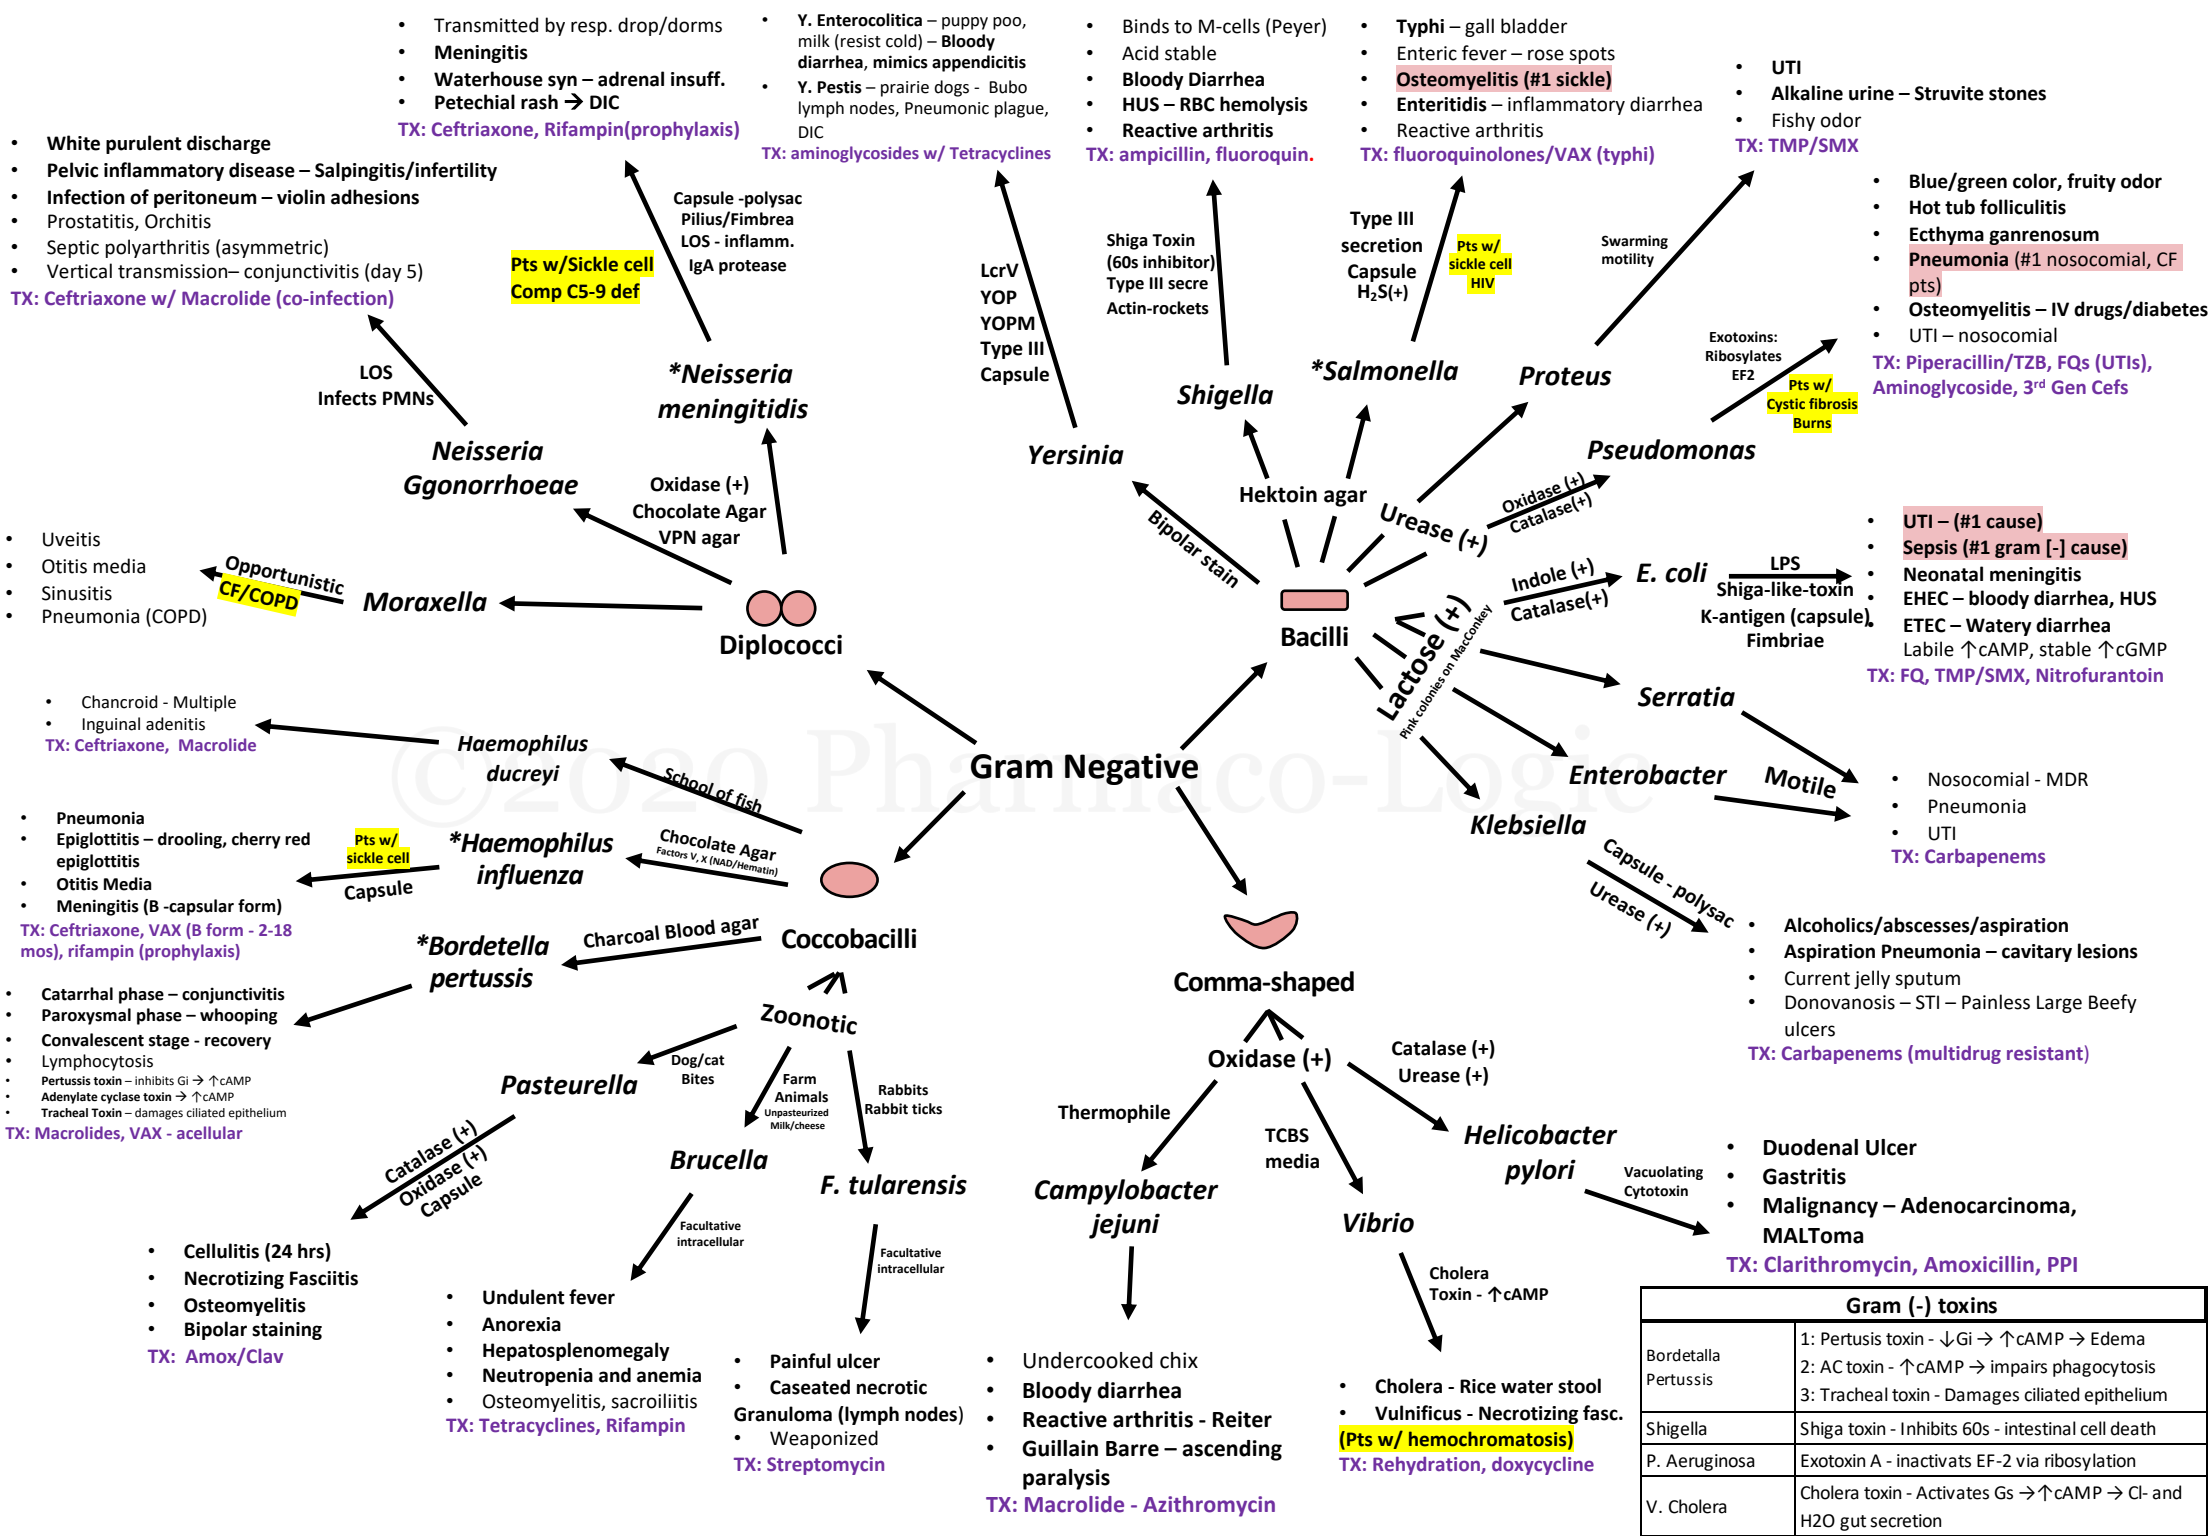 • Transmitted by resp. drop/dorms
• Meningitis
• Waterhouse syn – adrenal insuff.
• Petechial rash → DIC
TX: Ceftriaxone, Rifampin(prophylaxis)
• Y. Enterocolitica – puppy poo,
milk (resist cold) – Bloody
diarrhea, mimics appendicitis
• Y. Pestis – prairie dogs - Bubo
lymph nodes, Pneumonic plague,
DIC
TX: aminoglycosides w/ Tetracyclines
• Binds to M-cells (Peyer)
• Acid stable
• Bloody Diarrhea
• HUS – RBC hemolysis
• Reactive arthritis
TX: ampicillin, fluoroquin.
• Typhi – gall bladder
• Enteric fever – rose spots
• Osteomyelitis (#1 sickle)
• Enteritidis – inflammatory diarrhea
• Reactive arthritis
TX: fluoroquinolones/VAX (typhi)
• UTI
• Alkaline urine – Struvite stones
• Fishy odor
TX: TMP/SMX
• White purulent discharge
• Pelvic inflammatory disease – Salpingitis/infertility
• Infection of peritoneum – violin adhesions
• Prostatitis, Orchitis
• Septic polyarthritis (asymmetric)
• Vertical transmission– conjunctivitis (day 5)
TX: Ceftriaxone w/ Macrolide (co-infection)
• Blue/green color, fruity odor
• Hot tub folliculitis
• Ecthyma ganrenosum
• Pneumonia (#1 nosocomial, CF
pts)
• Osteomyelitis – IV drugs/diabetes
• UTI – nosocomial
TX: Piperacillin/TZB, FQs (UTIs),
Aminoglycoside, 3rd Gen Cefs
Capsule -polysac
Pilius/Fimbrea
LOS - inflamm.
IgA protease
Pts w/Sickle cell
Comp C5-9 def
LcrV
YOP
YOPM
Type III
Capsule
Shiga Toxin
(60s inhibitor)
Type III secre
Actin-rockets
Type III
secretion
Capsule
H2S(+)
Pts w/
sickle cell
HIV
Swarming
motility
Exotoxins:
Ribosylates
EF2
Pts w/
Cystic fibrosis
Burns
LOS
Infects PMNs
*Neisseria
meningitidis
Neisseria
Ggonorrhoeae
Yersinia
Shigella
*Salmonella
Proteus
Pseudomonas
Oxidase (+)
Chocolate Agar
VPN agar
Bipolar stain
Hektoin agar
Urease (+)
Oxidase (+)
Catalase(+)
• Uveitis
• Otitis media
• Sinusitis
• Pneumonia (COPD)
Opportunistic
CF/COPD
Moraxella
Diplococci
Bacilli
Lactose (+)
Pink colonies on MacConkey
Indole (+)
Catalase(+)
E. coli
LPS
Shiga-like-toxin
K-antigen (capsule)
Fimbriae
• UTI – (#1 cause)
• Sepsis (#1 gram [-] cause)
• Neonatal meningitis
• EHEC – bloody diarrhea, HUS
• ETEC – Watery diarrhea
Labile ↑cAMP, stable ↑cGMP
TX: FQ, TMP/SMX, Nitrofurantoin
Serratia
Enterobacter
Motile
Klebsiella
• Nosocomial - MDR
• Pneumonia
• UTI
TX: Carbapenems
Capsule - polysac
Urease (+)
• Alcoholics/abscesses/aspiration
• Aspiration Pneumonia – cavitary lesions
• Current jelly sputum
• Donovanosis – STI – Painless Large Beefy
ulcers
TX: Carbapenems (multidrug resistant)
©2020 Pharmaco-Logic
Gram Negative
• Chancroid - Multiple
• Inguinal adenitis
TX: Ceftriaxone, Macrolide
Haemophilus
ducreyi
School of fish
• Pneumonia
• Epiglottitis – drooling, cherry red
epiglottitis
• Otitis Media
• Meningitis (B -capsular form)
TX: Ceftriaxone, VAX (B form - 2-18
mos), rifampin (prophylaxis)
Pts w/
sickle cell
Capsule
*Haemophilus
influenza
Chocolate Agar
Factors V, X (NAD/Hematin)
*Bordetella
pertussis
Charcoal Blood agar
Coccobacilli
• Catarrhal phase – conjunctivitis
• Paroxysmal phase – whooping
• Convalescent stage - recovery
• Lymphocytosis
• Pertussis toxin – inhibits Gi → ↑cAMP
• Adenylate cyclase toxin → ↑cAMP
• Tracheal Toxin – damages ciliated epithelium
TX: Macrolides, VAX - acellular
Zoonotic
Dog/cat
Bites
Farm
Animals
Unpasteurized
Milk/cheese
Rabbits
Rabbit ticks
Pasteurella
Brucella
F. tularensis
Catalase (+)
Oxidase (+)
Capsule
Facultative
intracellular
Facultative
intracellular
• Cellulitis (24 hrs)
• Necrotizing Fasciitis
• Osteomyelitis
• Bipolar staining
TX: Amox/Clav
• Undulent fever
• Anorexia
• Hepatosplenomegaly
• Neutropenia and anemia
• Osteomyelitis, sacroiliitis
TX: Tetracyclines, Rifampin
• Painful ulcer
• Caseated necrotic
Granuloma (lymph nodes)
• Weaponized
TX: Streptomycin
Comma-shaped
Oxidase (+)
Catalase (+)
Urease (+)
Thermophile
TCBS
media
Campylobacter
jejuni
Vibrio
Helicobacter
pylori
Vacuolating
Cytotoxin
Cholera
Toxin - ↑cAMP
• Duodenal Ulcer
• Gastritis
• Malignancy – Adenocarcinoma,
MALToma
TX: Clarithromycin, Amoxicillin, PPI
• Undercooked chix
• Bloody diarrhea
• Reactive arthritis - Reiter
• Guillain Barre – ascending
paralysis
TX: Macrolide - Azithromycin
• Cholera - Rice water stool
• Vulnificus - Necrotizing fasc.
(Pts w/ hemochromatosis)
TX: Rehydration, doxycycline
Gram (-) toxins
Bordetalla
Pertussis
1: Pertusis toxin - ↓Gi → ↑cAMP → Edema
2: AC toxin - ↑cAMP → impairs phagocytosis
3: Tracheal toxin - Damages ciliated epithelium
Shigella
Shiga toxin - Inhibits 60s - intestinal cell death
P. Aeruginosa
Exotoxin A - inactivats EF-2 via ribosylation
V. Cholera
Cholera toxin - Activates Gs →↑cAMP → Cl- and
H2O gut secretion